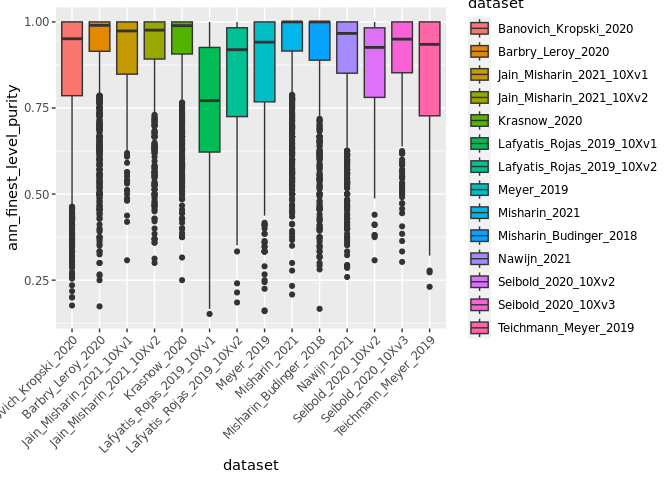 dataset
Banovich_Kropski_2020
Barbry_Leroy_2020
Jain_Misharin_2021_10Xv1
Jain_Misharin_2021_10Xv2
Krasnow_2020
Lafyatis_Rojas_2019_10Xv1
Lafyatis_Rojas_2019_10Xv2
Meyer_2019
Misharin_2021
Misharin_Budinger_2018
Nawijn_2021
Seibold_2020_10Xv2
Seibold_2020_10Xv3
Teichmann_Meyer_2019
ann_finest_level_purity
1.00
0.75
0.50
0.25
ovich_Kropski_2020
Barbry_Leroy_2020
Jain_Misharin_2021_10Xv1
Jain_Misharin_2021_10Xv2
Krasnow_2020
Lafyatis_Rojas_2019_10Xv1
Lafyatis_Rojas_2019_10Xv2
Meyer_2019
Misharin_2021
Misharin_Budinger_2018
Nawijn_2021
Seibold_2020_10Xv2
Seibold_2020_10Xv3
Teichmann_Meyer_2019
dataset